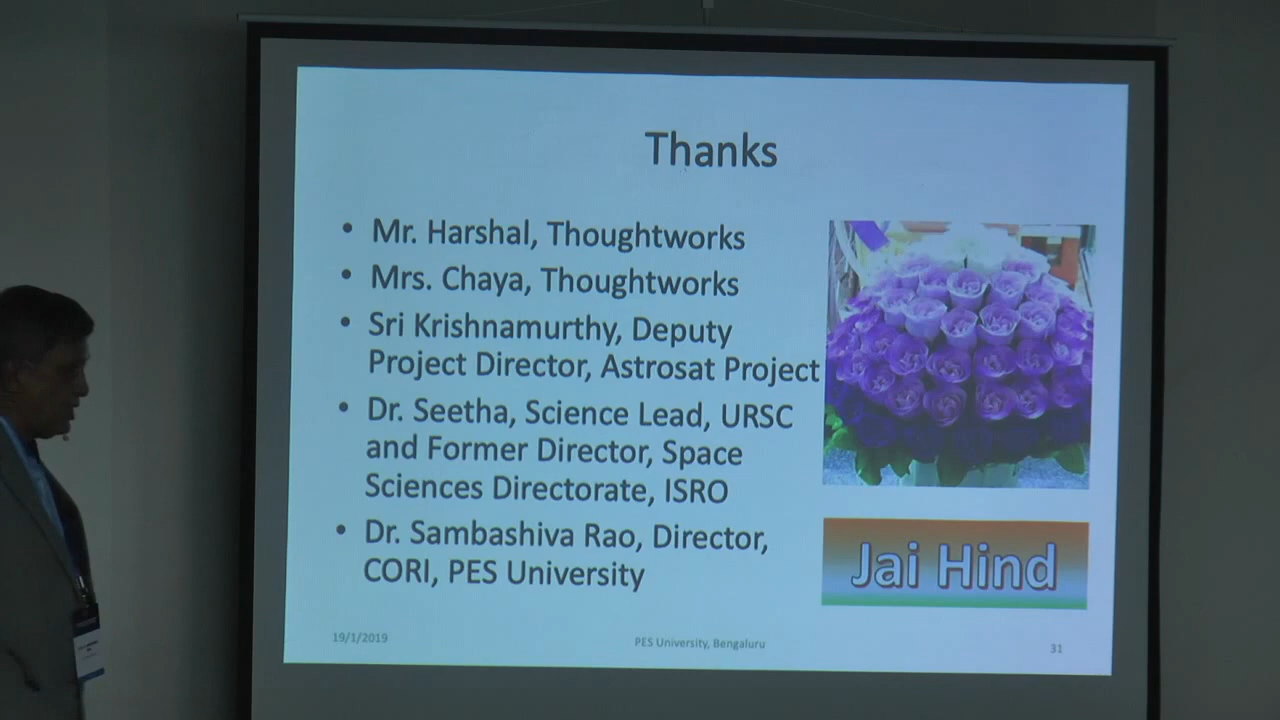 Thanks
• Mr. Harshal, Thoughtworks
• Mrs. Chaya, Thoughtworks
• Sri Krishnamurthy, Deputy
Project Director, Astrosat Project
• Dr. Seetha, Science Lead, URSC
and Former Director, Space
Sciences Directorate, ISRO
• Dr. Sambashiva Rao, Director,
CORI, PES University
Jai Hind
19/1/2019
PES University, Bengaluru
31